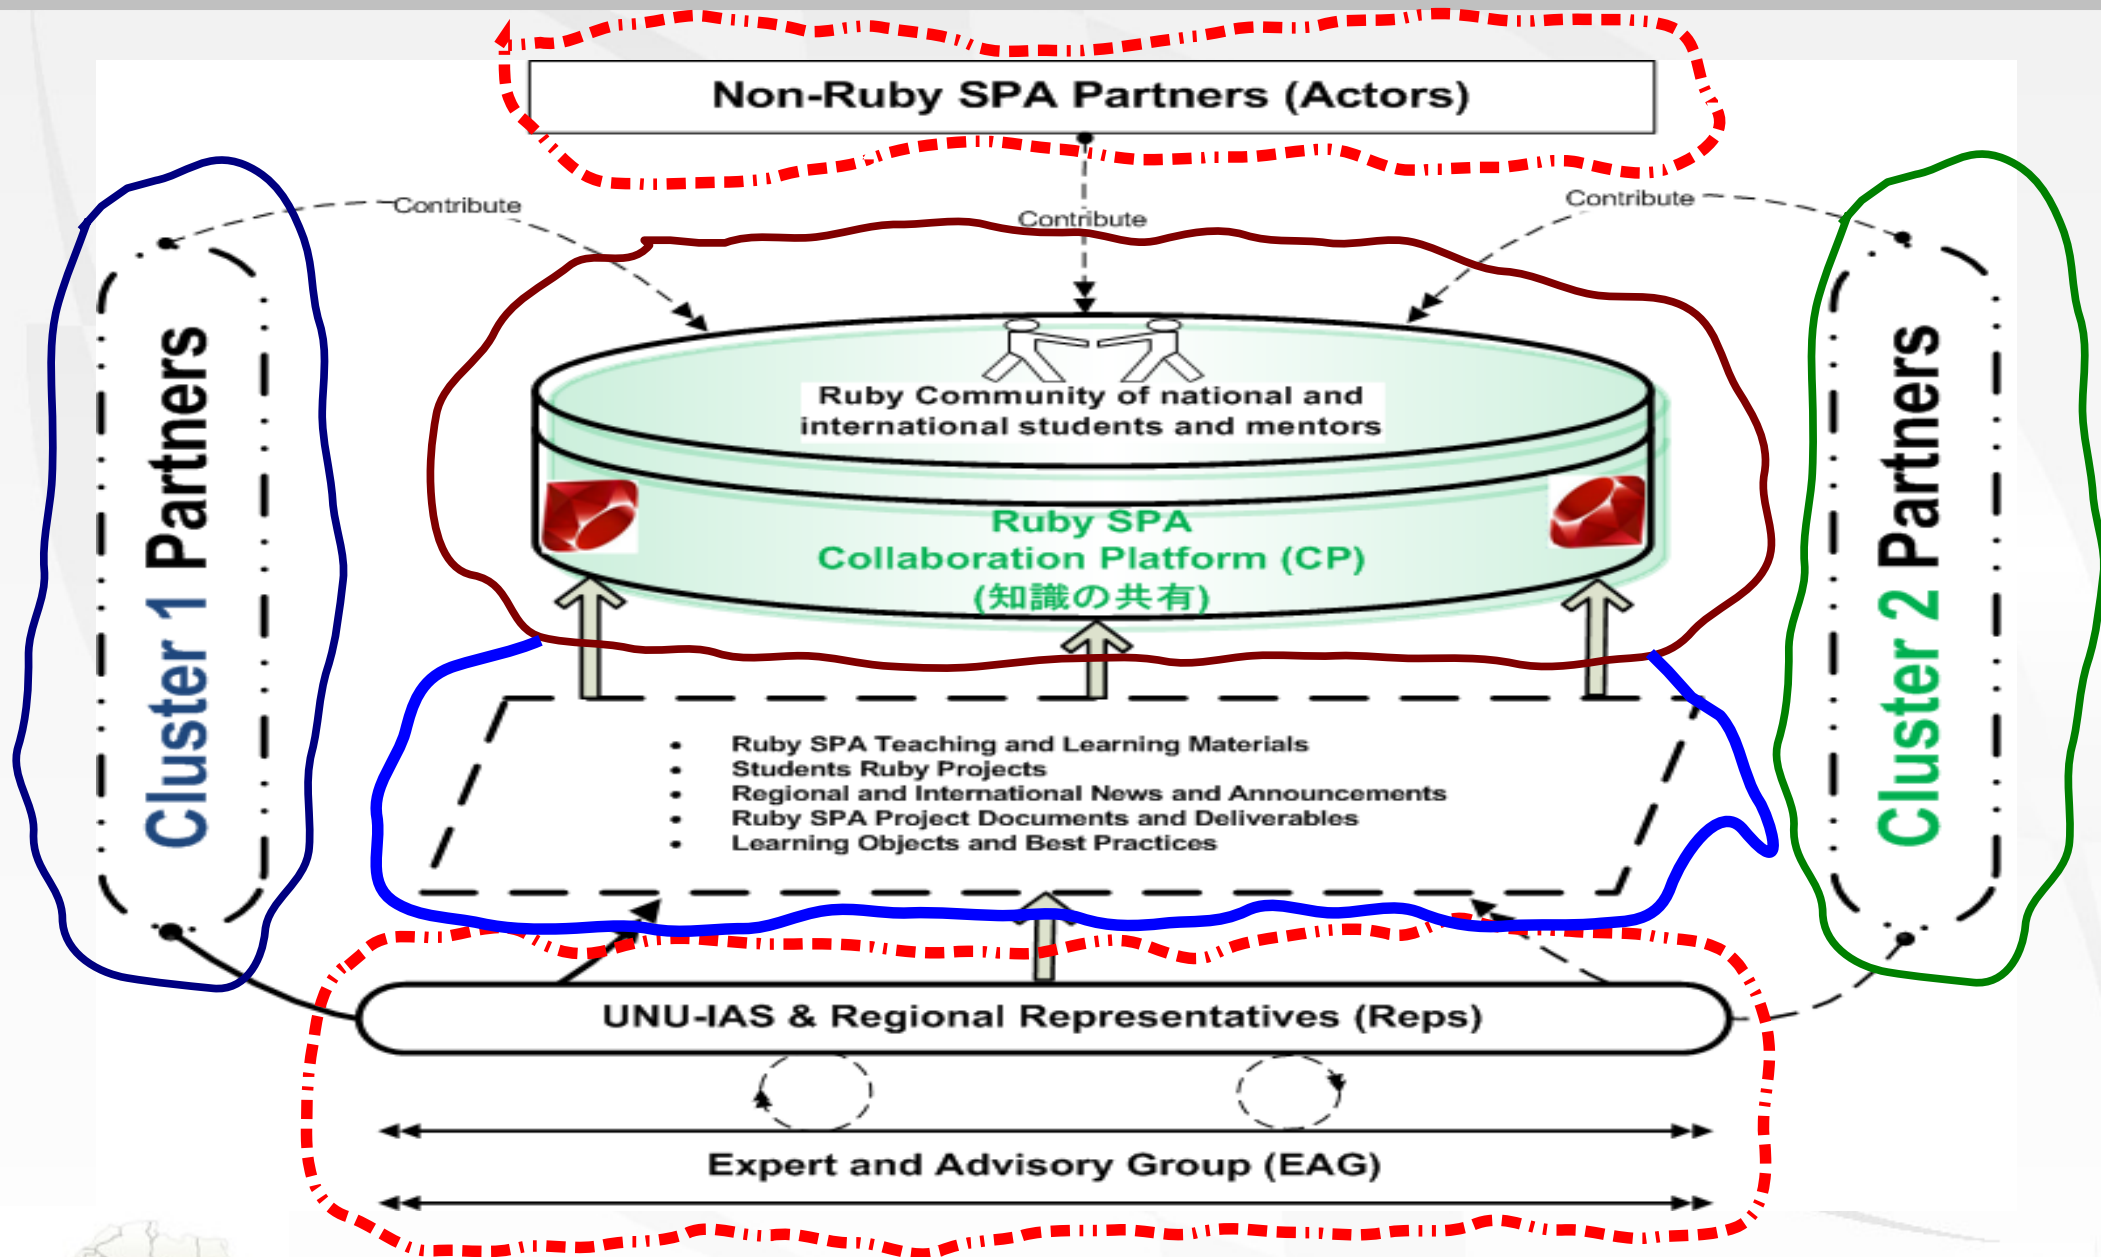 Non-Ruby SPA Partners (Actors)
Contribute
Contribute
Contribute
Cluster 1 Partners
Ruby Community of national and
international students and mentors
Ruby SPA
Collaboration Platform (CP)
(知識の共有)
Cluster 2 Partners
• Ruby SPA Teaching and Learning Materials
• Students Ruby Projects
• Regional and International News and Announcements
• Ruby SPA Project Documents and Deliverables
• Learning Objects and Best Practices
UNU-IAS & Regional Representatives (Reps)
Expert and Advisory Group (EAG)